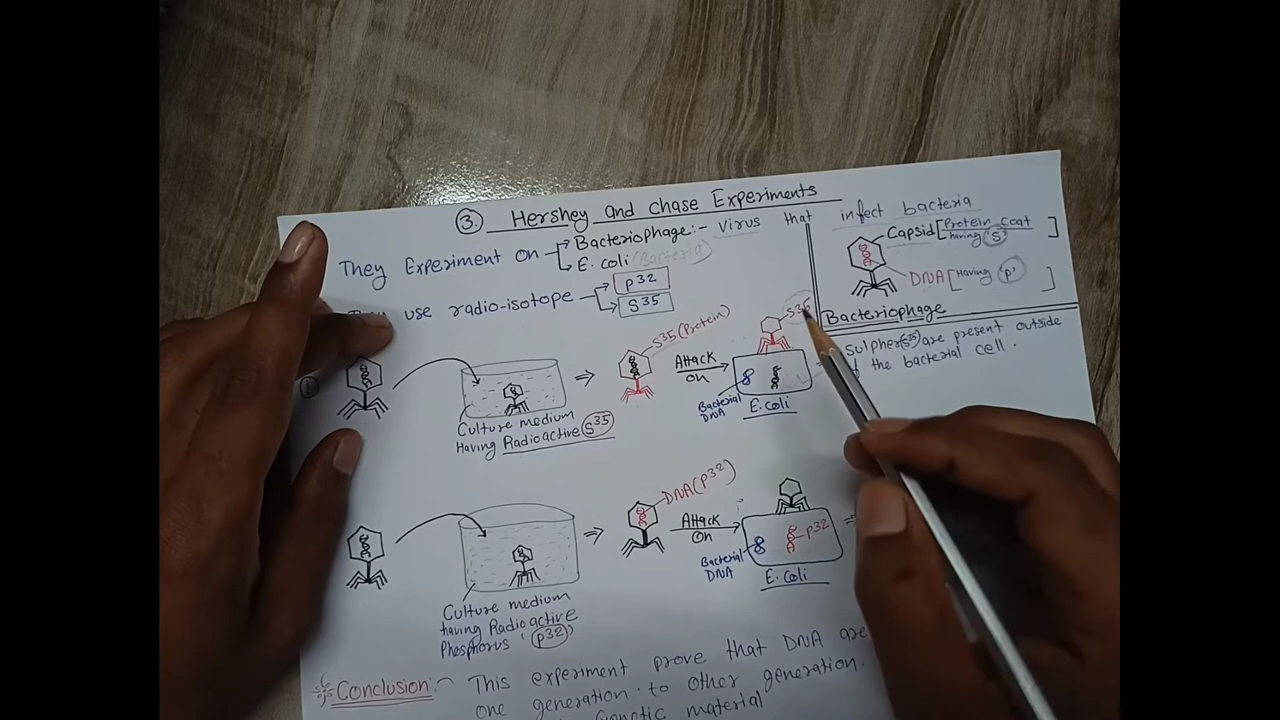 3. Hershey and Chase Experiments
They Experiment on Bacteriophage:- virus that infect bacteria
E. coli (Bacteria)
use radio-isotope P32
S35
Capsid [Protein Coat
having 'S']
DNA [Having 'P']
Bacteriophage
i
Culture medium
Having Radioactive S35
S35 (Protein)
Attack
on
S35
Bacterial
DNA
E. Coli
Sulpher(S35) are present outside
of the bacterial cell.
Culture medium
having Radioactive
Phosphorus '(P32)'
DNA (P32)
Attack
On
Bacterial
DNA
P32
E. Coli
Conclusion:- This experiment prove that DNA are
one generation to other generation.
Genetic material